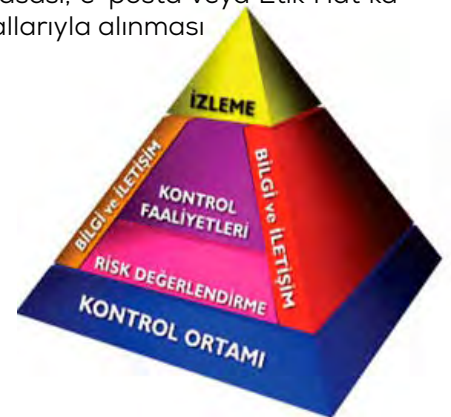 e-posta veya Etik Hat ka-
allarıyla alınması
İZLEME
BİLGİ ve İLETİŞİM
KONTROL
FAALİYETLERİ
BİLGİ ve İLETİŞİM
RİSK DEĞERLENDİRME
KONTROL ORTAMI